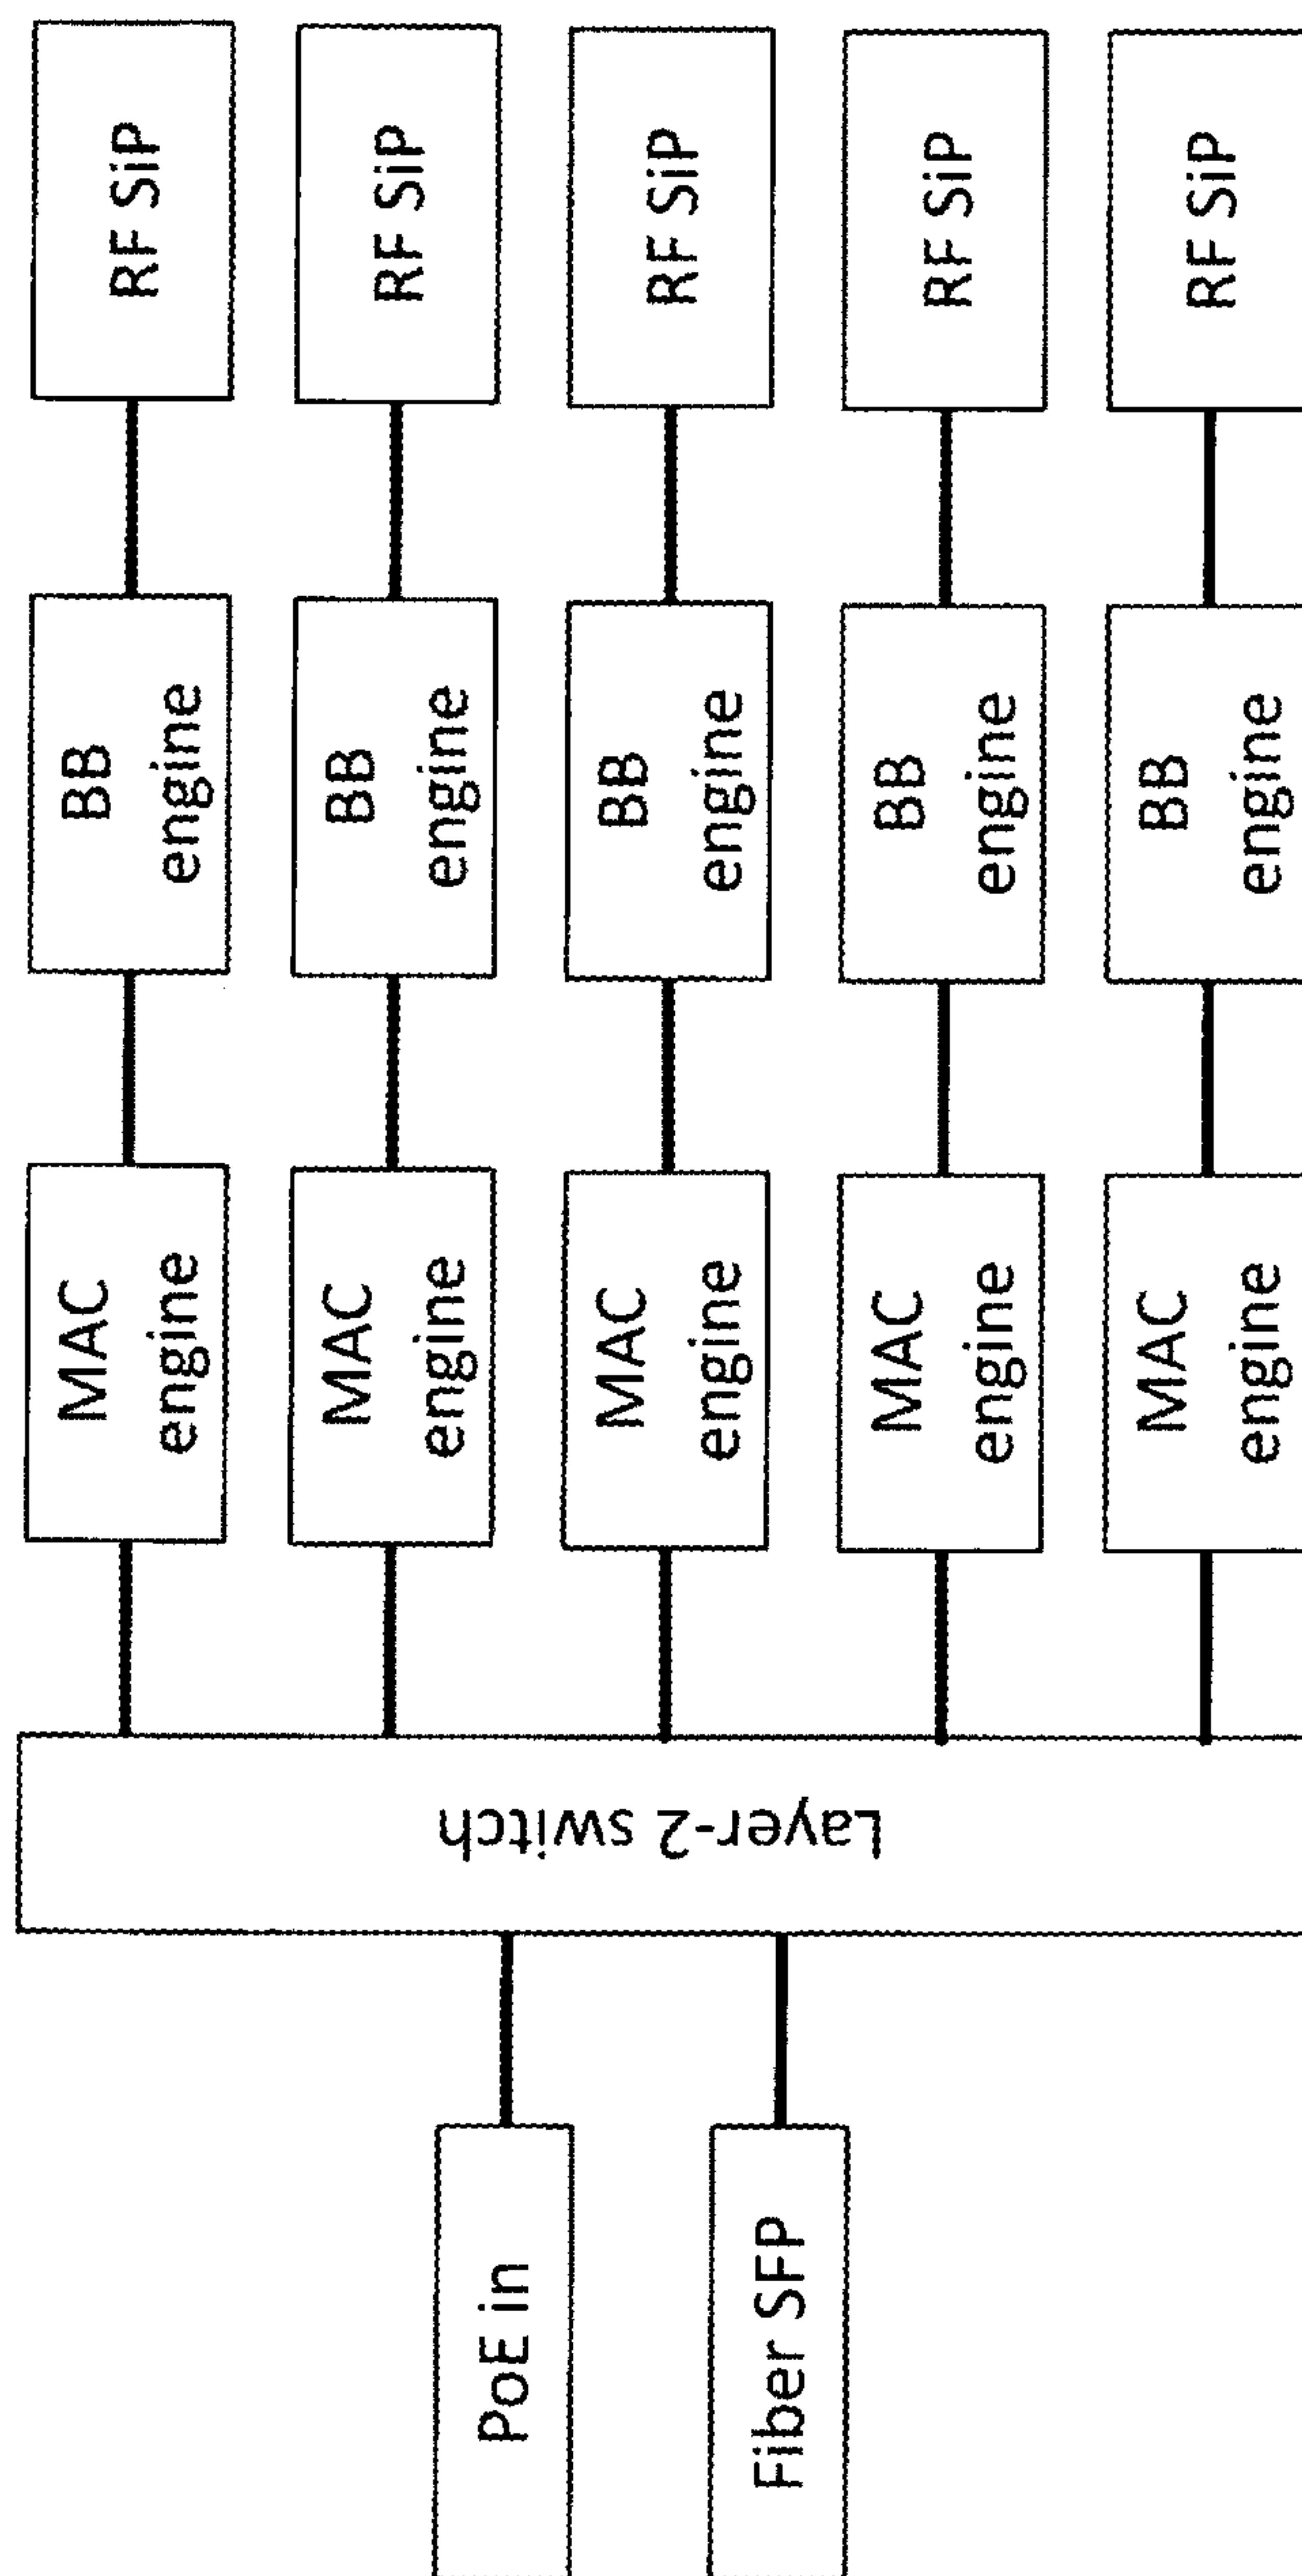 RF SiP
RF SiP
RF SiP
RF SiP
RF SiP
BB
engine
BB
engine
BB
engine
BB
engine
BB
engine
MAC
engine
MAC
engine
MAC
engine
MAC
engine
MAC
engine
Layer-2 switch
PoE in
Fiber SFP